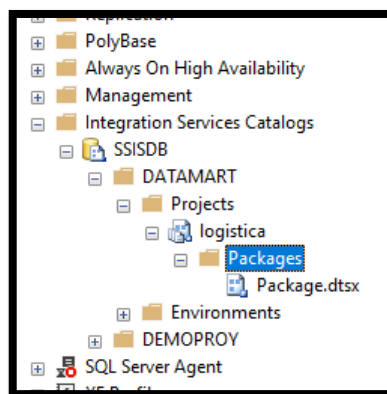 Replication
PolyBase
Always On High Availability
Management
Integration Services Catalogs
SSISDB
DATAMART
Projects
logistica
Packages
Package.dtsx
Environments
DEMOPROY
SQL Server Agent